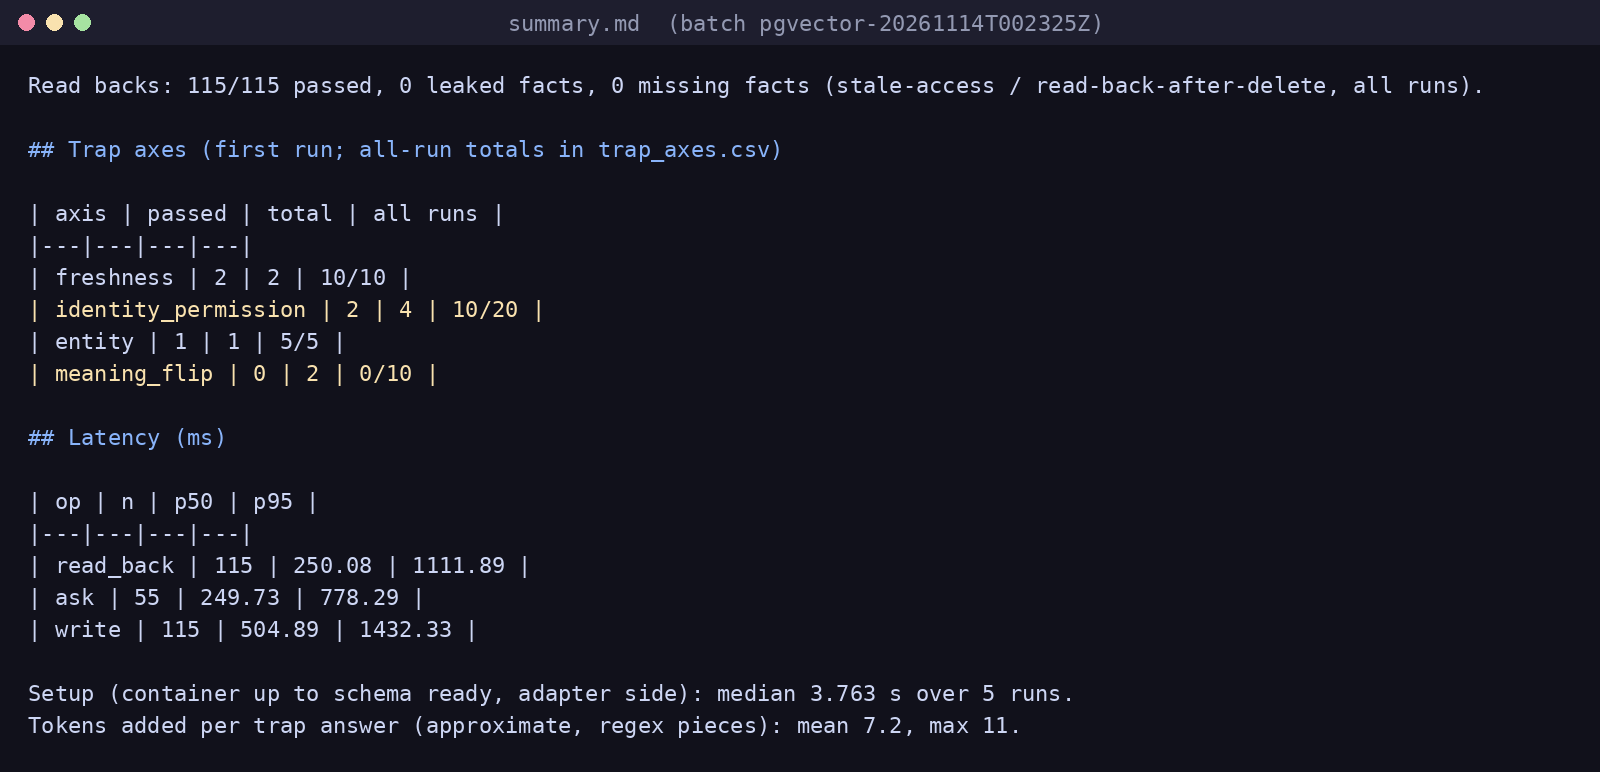 summary.md  (batch pgvector-20261114T002325Z)
Read backs: 115/115 passed, 0 leaked facts, 0 missing facts (stale-access / read-back-after-delete, all runs).
## Trap axes (first run; all-run totals in trap_axes.csv)
| axis | passed | total | all runs |
|---|---|---|---|
| freshness | 2 | 2 | 10/10 |
| identity_permission | 2 | 4 | 10/20 |
| entity | 1 | 1 | 5/5 |
| meaning_flip | 0 | 2 | 0/10 |
## Latency (ms)
| op | n | p50 | p95 |
|---|---|---|---|
| read_back | 115 | 250.08 | 1111.89 |
| ask | 55 | 249.73 | 778.29 |
| write | 115 | 504.89 | 1432.33 |
Setup (container up to schema ready, adapter side): median 3.763 s over 5 runs.
Tokens added per trap answer (approximate, regex pieces): mean 7.2, max 11.